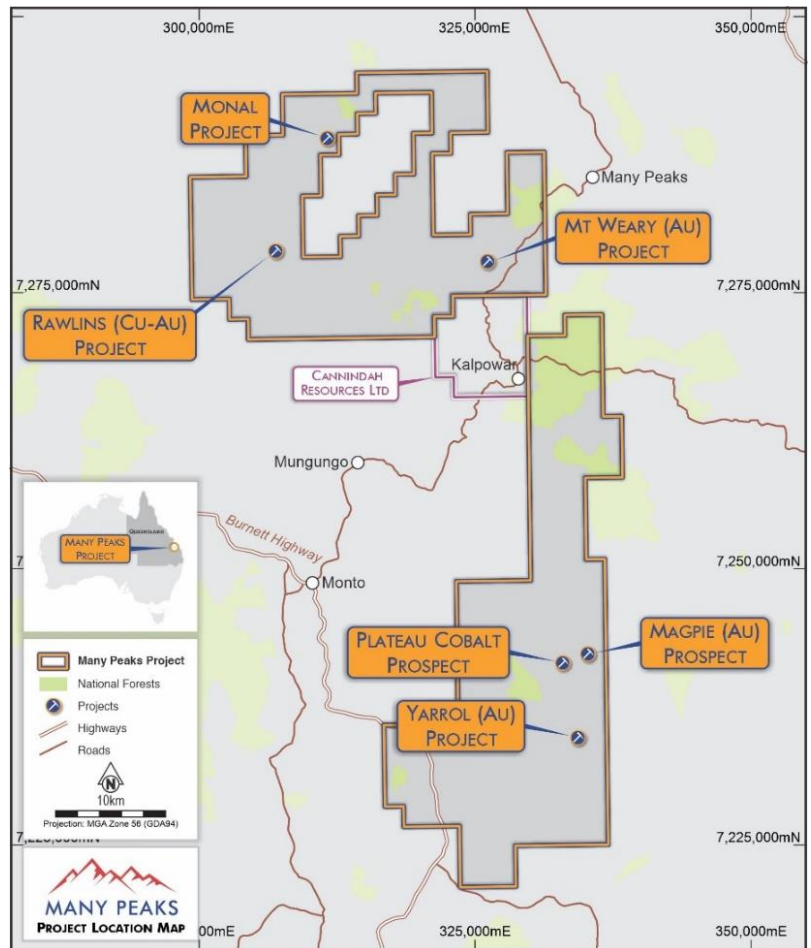 300,000mE
325,000mE
350,000mE
MONAL
PROJECT
Many Peaks
MT WEARY (AU)
PROJECT
7,275,000mN
7,275,000mN
RAWLINS (CU-AU)
PROJECT
CANNINDAH
RESOURCES LTD
Kalpowar
Mungungo
QUEENSLAND
MANY PEAKS
PROJECT
Burnett Highway
7,250,000mN
7,250,000mN
Monto
PLATEAU COBALT
PROSPECT
MAGPIE (AU)
PROSPECT
YARROL (AU)
PROJECT
Many Peaks Project
National Forests
Projects
Highways
Roads
N
10km
Projection: MGA Zone 56 (GDA94)
7,225,000mN
MANY PEAKS
PROJECT LOCATION MAP
325,000mE
350,000mE